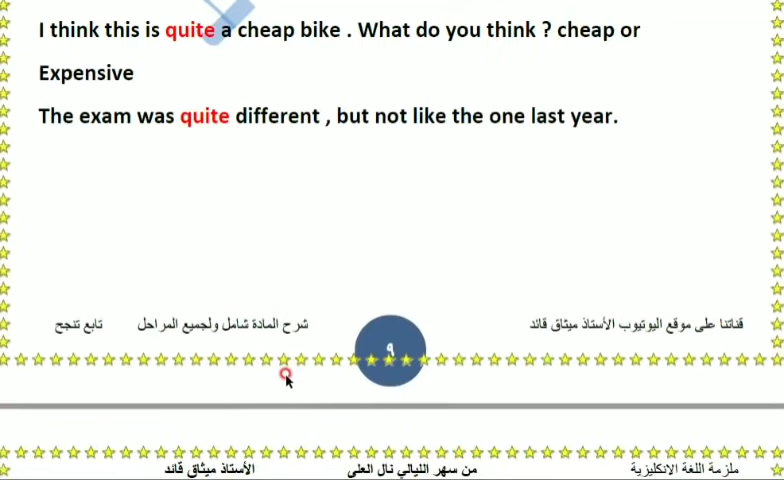 I think this is quite a cheap bike . What do you think ? cheap or
Expensive
The exam was quite different , but not like the one last year.
قناتنا على موقع اليوتيوب الأستاذ ميثاق قائد شرح المادة شامل ولجميع المراحل تابع تنجح
٩
ملزمة اللغة الانكليزية من سهر الليالي نال العلى الأستاذ ميثاق قائد